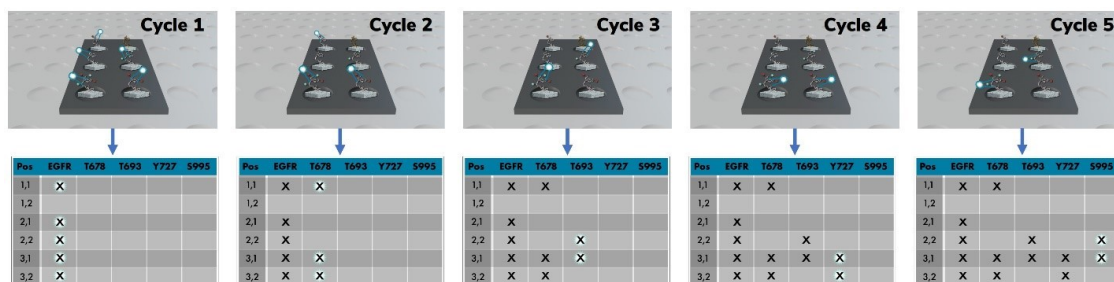 Cycle 1
Pos EGFR T678 T693 Y727 S995
1,1 X
1,2
2,1 X
2,2 X
3,1 X
3,2 X
Cycle 2
Pos EGFR T678 T693 Y727 S995
1,1 X X
1,2
2,1 X
2,2 X
3,1 X X
3,2 X X
Cycle 3
Pos EGFR T678 T693 Y727 S995
1,1 X X
1,2
2,1 X
2,2 X X
3,1 X X X
3,2 X X
Cycle 4
Pos EGFR T678 T693 Y727 S995
1,1 X X
1,2
2,1 X
2,2 X X
3,1 X X X X
3,2 X X X
Cycle 5
Pos EGFR T678 T693 Y727 S995
1,1 X X
1,2
2,1 X
2,2 X X X
3,1 X X X X X
3,2 X X X